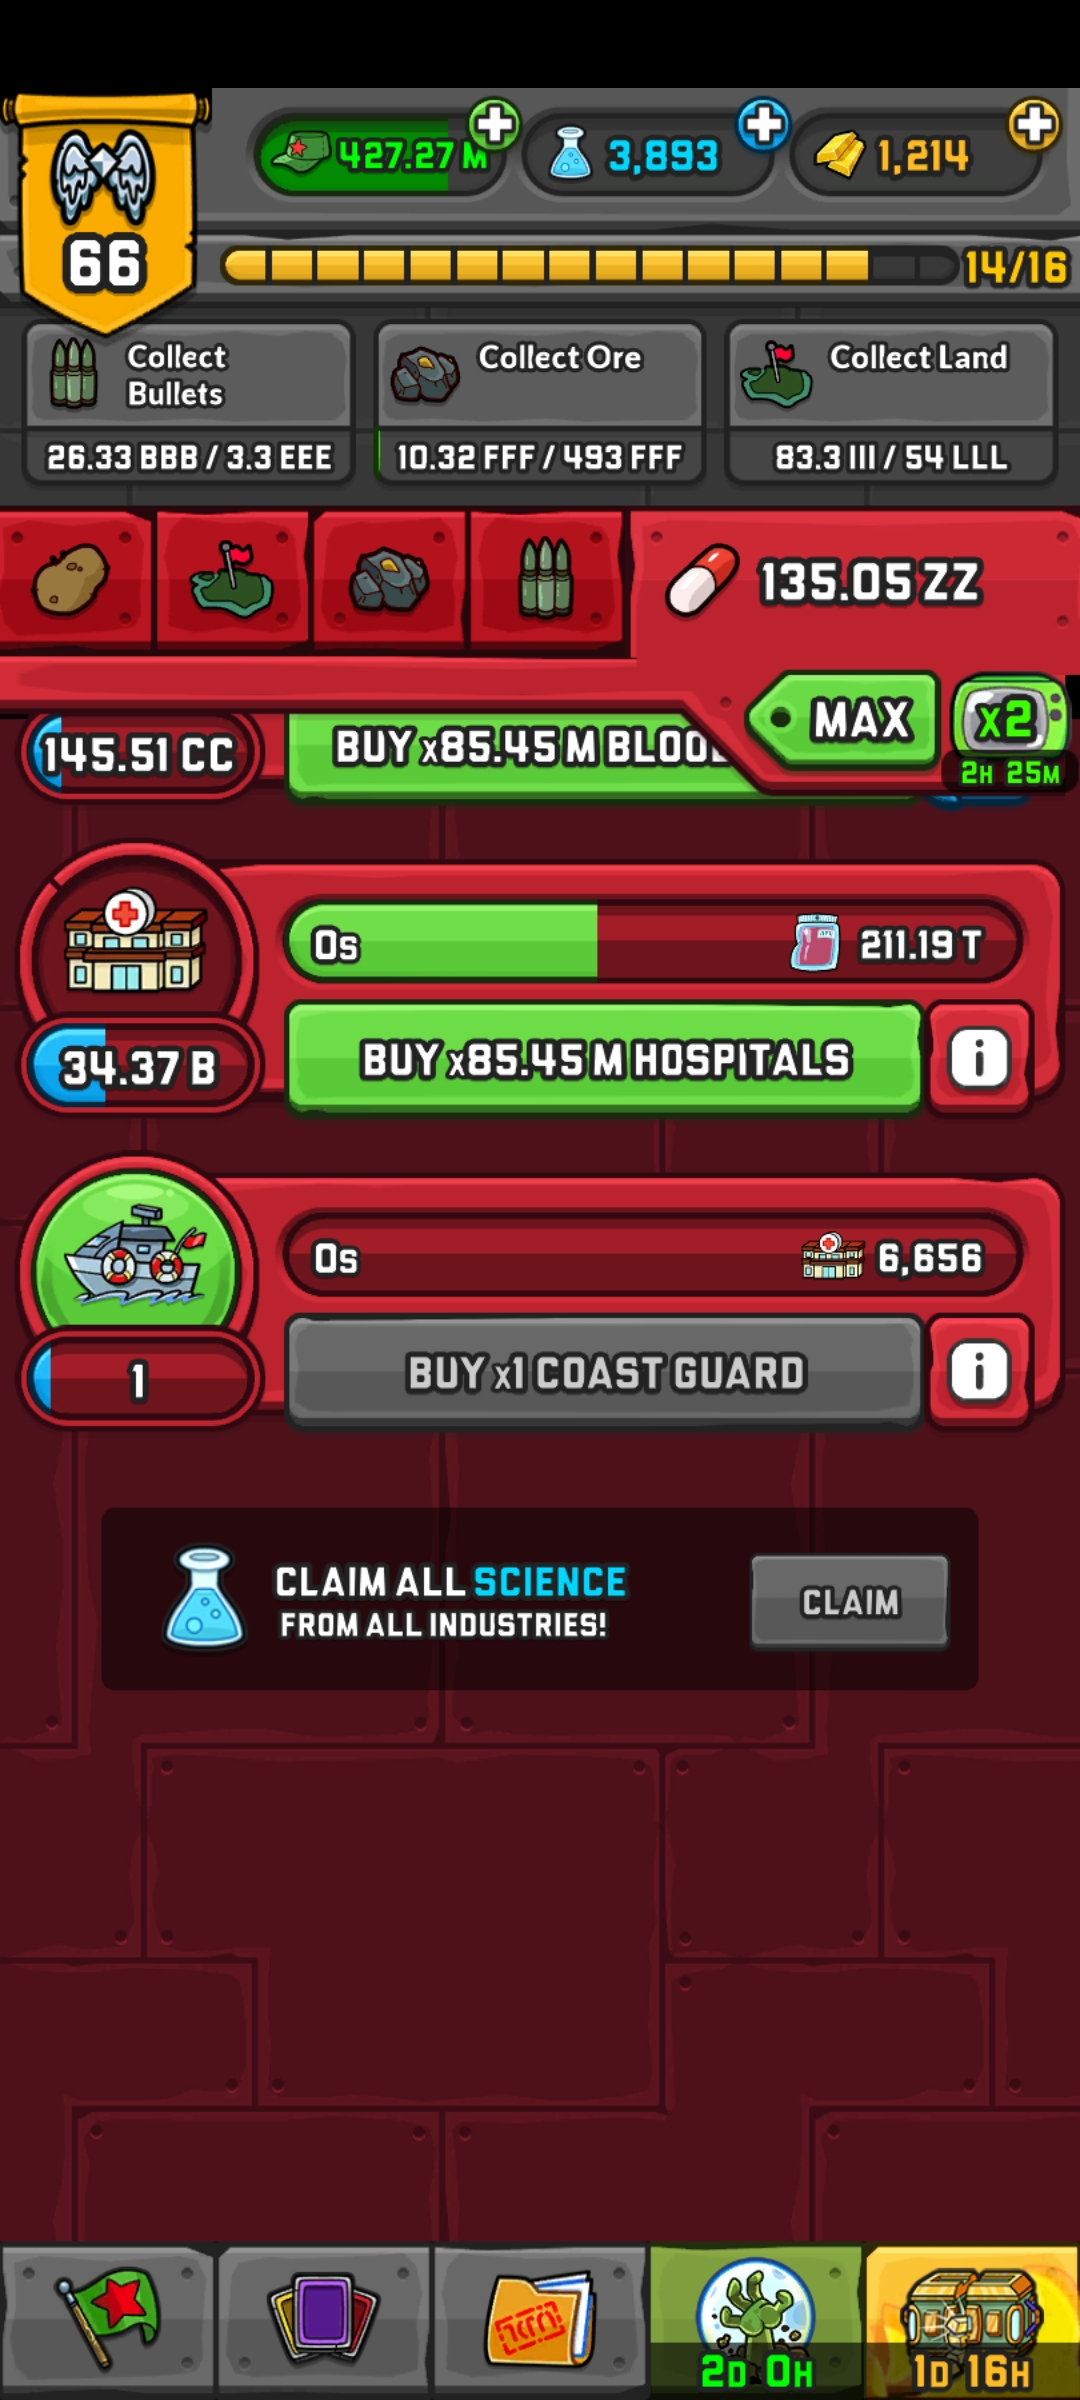 427.27 M
3,893
1,214
66
14/16
Collect
Bullets
Collect Ore
Collect Land
26.33 BBB / 3.3 EEE
10.32 FFF / 493 FFF
83.3 III / 54 LLL
135.05 ZZ
MAX
x2
2H 25M
145.51 CC
BUY x85.45 M BLOO
0s
211.19 T
34.37 B
BUY x85.45 M HOSPITALS
i
0s
6,656
1
BUY x1 COAST GUARD
i
CLAIM ALL SCIENCE
FROM ALL INDUSTRIES!
CLAIM
2D 0H
1D 16H